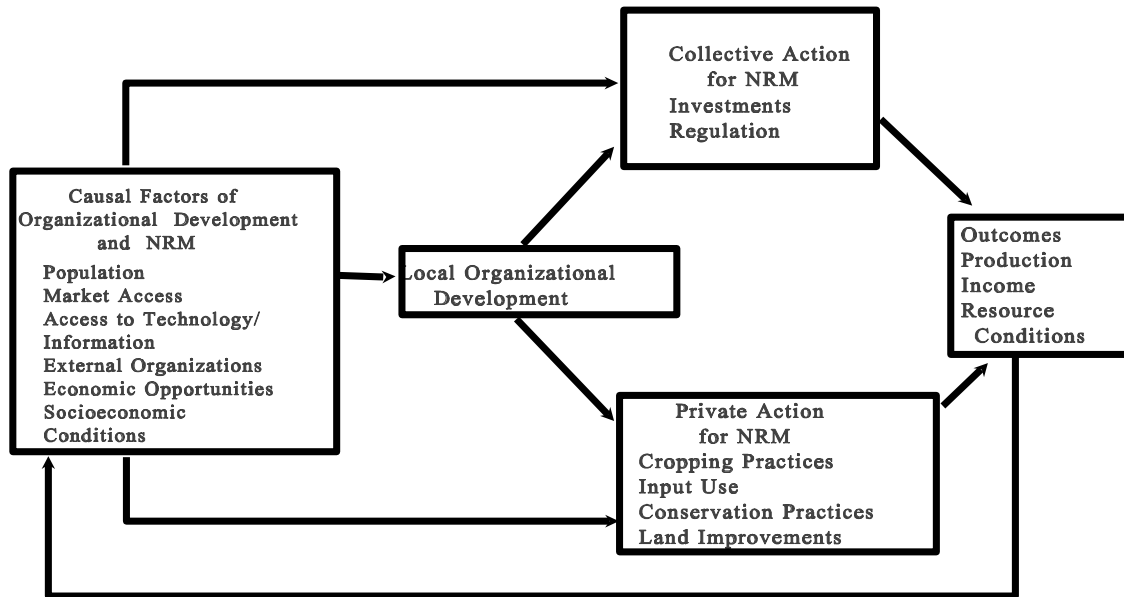 Collective Action
for NRM
Investments
Regulation
Causal Factors of
Organizational Development
and NRM
Population
Market Access
Access to Technology/
Information
External Organizations
Economic Opportunities
Socioeconomic
Conditions
Local Organizational
Development
Outcomes
Production
Income
Resource
Conditions
Private Action
for NRM
Cropping Practices
Input Use
Conservation Practices
Land Improvements